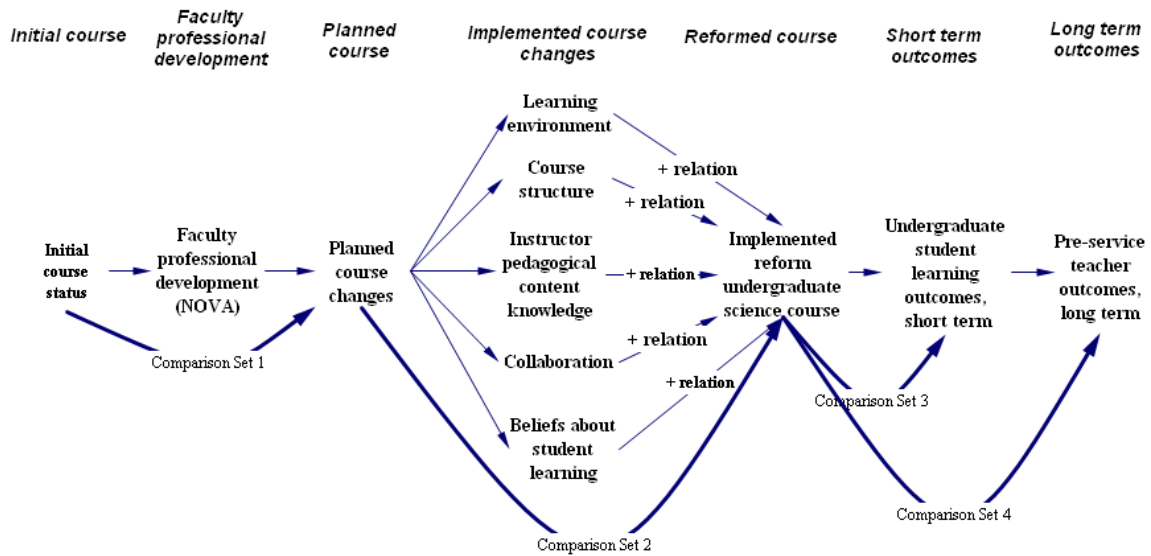 Initial course
Faculty
professional
development
Planned
course
Implemented course
changes
Reformed course
Short term
outcomes
Long term
outcomes
Initial
course
status
Faculty
professional
development
(NOVA)
Planned
course
changes
Learning
environment
Course
structure
Instructor
pedagogical
content
knowledge
Collaboration
Beliefs about
student
learning
+ relation
+ relation
+ relation
+ relation
+ relation
Implemented
reform
undergraduate
science course
Undergraduate
student
learning
outcomes,
short term
Pre-service
teacher
outcomes,
long term
Comparison Set 1
Comparison Set 2
Comparison Set 3
Comparison Set 4